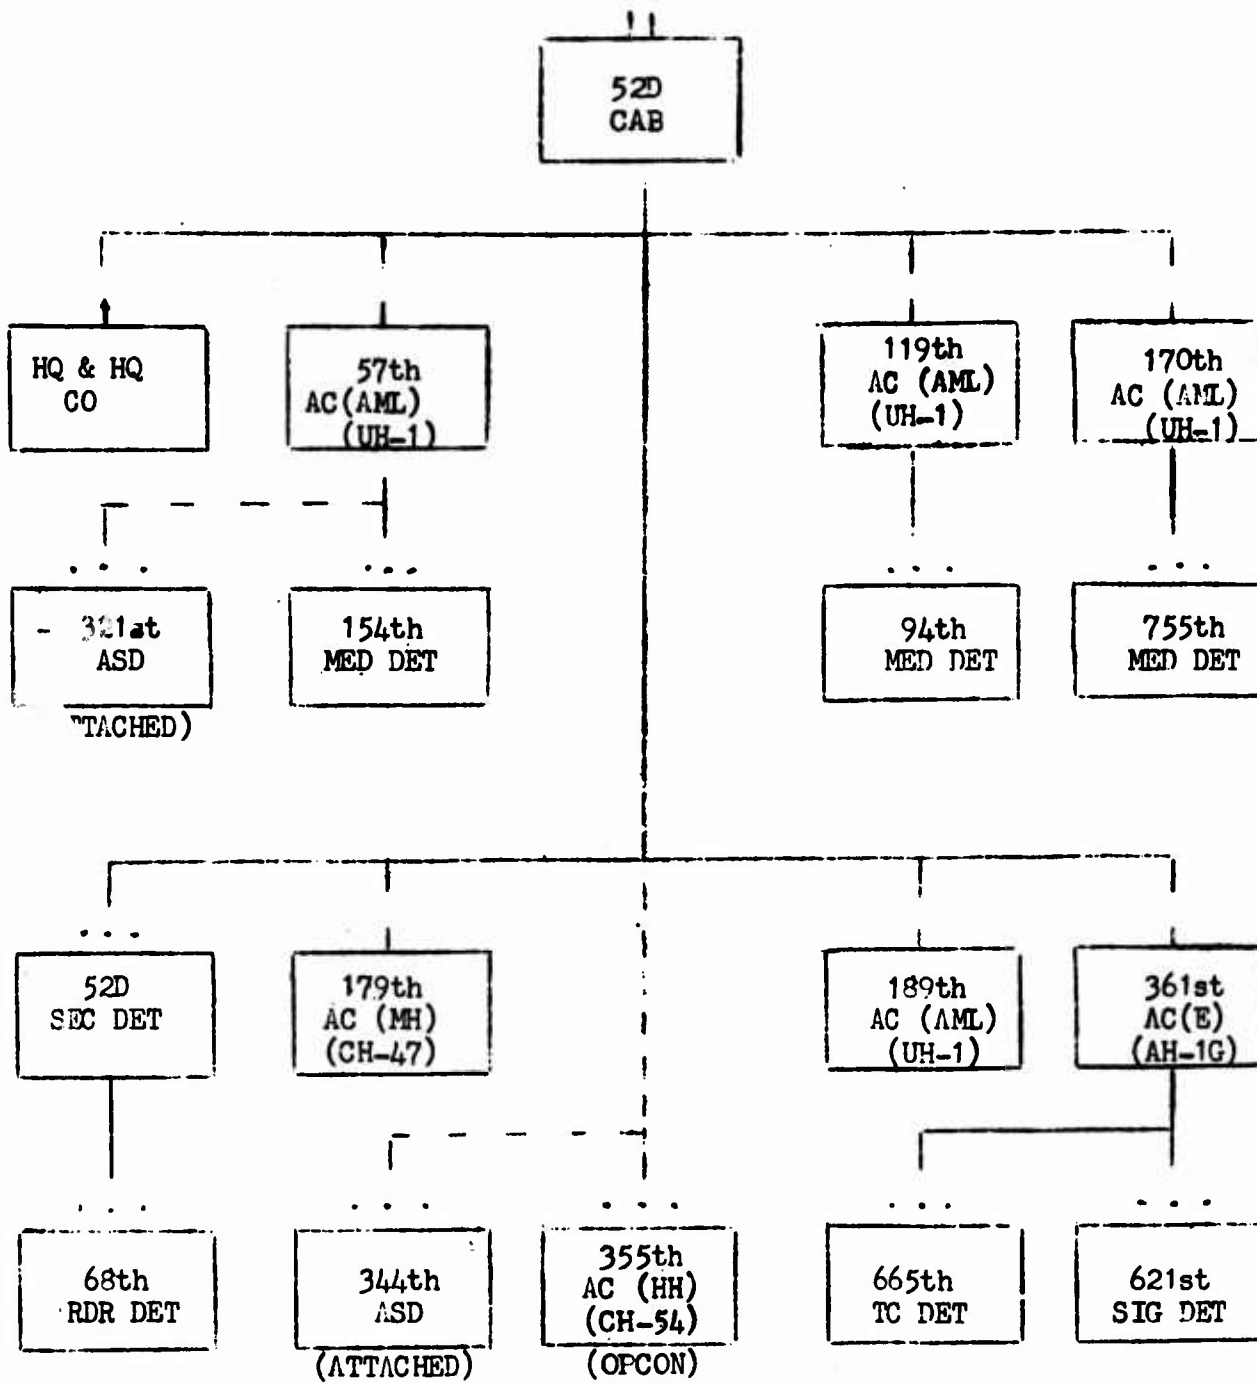 52D
CAB
HQ & HQ
CO
57th
AC(AML)
(UH-1)
119th
AC (AML)
(UH-1)
170th
AC (AML)
(UH-1)
321st
ASD
TACHED)
154th
MED DET
94th
MED DET
755th
MED DET
52D
SEC DET
179th
AC (MH)
(CH-47)
189th
AC (AML)
(UH-1)
361st
AC(E)
(AH-1G)
68th
RDR DET
344th
ASD
(ATTACHED)
355th
AC (HH)
(CH-54)
(OPCON)
665th
TC DET
621st
SIG DET